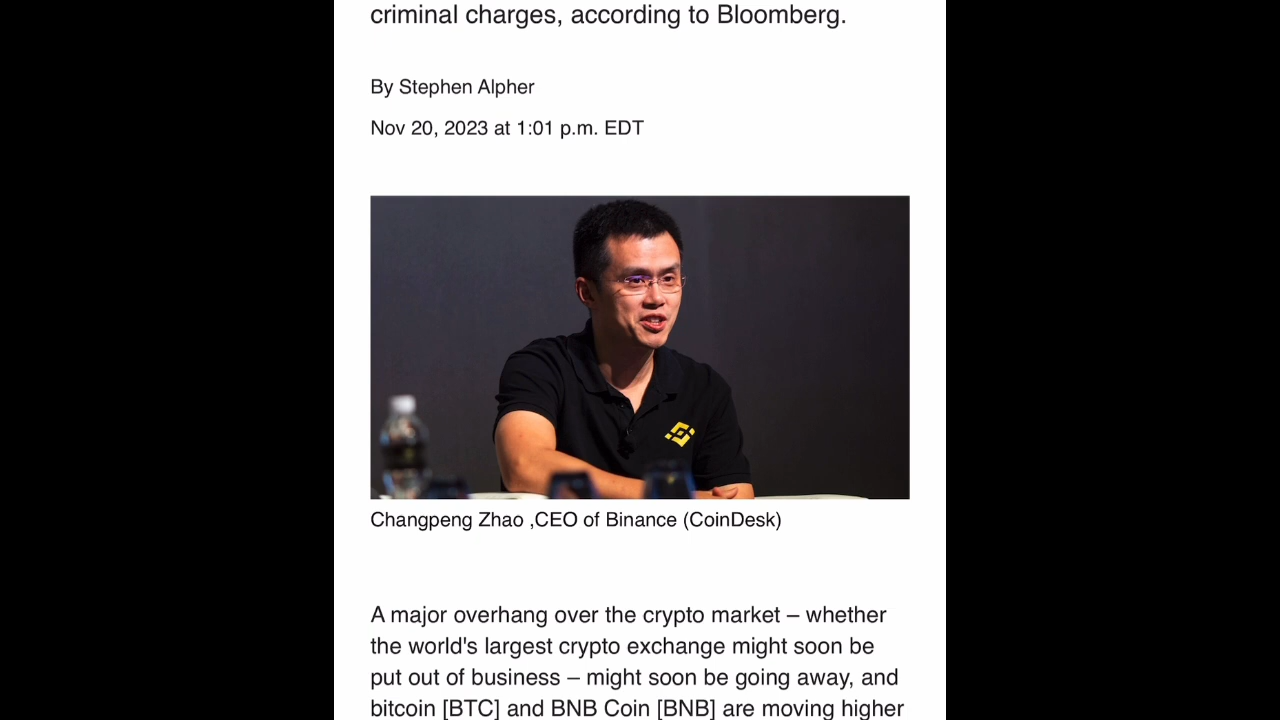 criminal charges, according to Bloomberg.
By Stephen Alpher
Nov 20, 2023 at 1:01 p.m. EDT
Changpeng Zhao ,CEO of Binance (CoinDesk)
A major overhang over the crypto market – whether
the world's largest crypto exchange might soon be
put out of business – might soon be going away, and
bitcoin [BTC] and BNB Coin [BNB] are moving higher